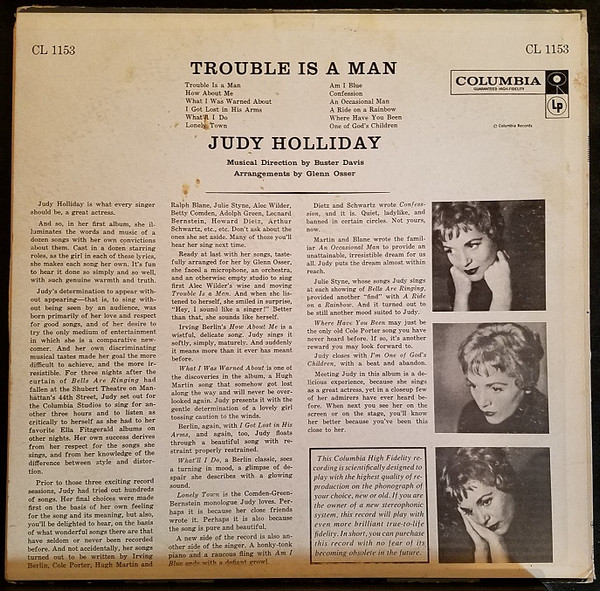 CL 1153
CL 1153
TROUBLE IS A MAN
Trouble Is a Man
How About Me
What I Was Warned About
I Got Lost in His Arms
What'll I Do
Lonely Town
Am I Blue
Confession
An Occasional Man
A Ride on a Rainbow
Where Have You Been
One of God's Children
COLUMBIA
GUARANTEED HIGH-FIDELITY
Lp
© Columbia Records
JUDY HOLLIDAY
Musical Direction by Buster Davis
Arrangements by Glenn Osser
Judy Holliday is what every singer
should be, a great actress.
And so, in her first album, she il-
luminates the words and music of a
dozen songs with her own convictions
about them. Cast in a dozen starring
roles, as the girl in each of these lyrics,
she makes each song her own. It's fun
to hear it done so simply and so well,
with such genuine warmth and truth.
Judy's determination to appear with-
out appearing—that is, to sing with-
out being seen by an audience, was
born primarily of her love and respect
for good songs, and of her desire to
try the only medium of entertainment
in which she is a comparative new-
comer. And her own discriminating
musical tastes made her goal the more
difficult to achieve, and the more ir-
resistible. For three nights after the
curtain of Bells Are Ringing had
fallen at the Shubert Theatre on Man-
hattan's 44th Street, Judy set out for
the Columbia Studios to sing for an-
other three hours and to listen as
critically to herself as she had to her
favorite Ella Fitzgerald albums on
other nights. Her own success derives
from her respect for the songs she
sings, and from her knowledge of the
difference between style and distor-
tion.
Prior to those three exciting record
sessions, Judy had tried out hundreds
of songs. Her final choices were made
first on the basis of her own feeling
for the song and its meaning, but also,
you'll be delighted to hear, on the basis
of what wonderful songs there are that
have seldom or never been recorded
before. And not accidentally, her songs
turned out to be written by Irving
Berlin, Cole Porter, Hugh Martin and
Ralph Blane, Julie Styne, Alec Wilder,
Betty Comden, Adolph Green, Leonard
Bernstein, Howard Dietz, Arthur
Schwartz, etc., etc. Don't ask about the
ones she set aside. Many of those you'll
hear her sing next time.
Ready at last with her songs, taste-
fully arranged for her by Glenn Osser,
she faced a microphone, an orchestra,
and an otherwise empty studio to sing
first Alec Wilder's wise and moving
Trouble Is a Man. And when she lis-
tened to herself, she smiled in surprise,
"Hey, I sound like a singer!" Better
than that, she sounds like herself.
Irving Berlin's How About Me is a
wistful, delicate song. Judy sings it
softly, simply, maturely. And suddenly
it means more than it ever has meant
before.
What I Was Warned About is one of
the discoveries in the album, a Hugh
Martin song that somehow got lost
along the way and will never be over-
looked again. Judy presents it with the
gentle determination of a lovely girl
tossing caution to the winds.
Berlin, again, with I Got Lost in His
Arms, and again, too, Judy floats
through a beautiful song with re-
straint properly restrained.
What'll I Do, a Berlin classic, sees
a turning in mood, a glimpse of de-
spair she describes with a glowing
sound.
Lonely Town is the Comden-Green-
Bernstein monologue Judy loves. Per-
haps it is because her close friends
wrote it. Perhaps it is also because
the song is pure and beautiful.
A new side of the record is also an-
other side of the singer. A honky-tonk
piano and a raucous fling with Am I
Blue ends with a defiant growl.
Dietz and Schwartz wrote Confess-
ion, and it is. Quiet, ladylike, and
banned in certain circles. Not yours,
now.
Martin and Blane wrote the famil-
iar An Occasional Man to provide an
unattainable, irresistible dream for us
all. Judy puts the dream almost within
reach.
Julie Styne, whose songs Judy sings
at each showing of Bells Are Ringing,
provided another "find" with A Ride
on a Rainbow. And it turned out to
be still another mood suited to Judy.
Where Have You Been may just be
the only old Cole Porter song you have
never heard before. If so, it's another
reward you may look forward to.
Judy closes with I'm One of God's
Children, with a beat and abandon.
Meeting Judy in this album is a de-
licious experience, because she sings
as a great actress, yet in a closeup few
of her admirers have ever heard be-
fore. When next you see her on the
screen or on the stage, you'll know
her better because you've been this
close to her.
This Columbia High Fidelity re-
cording is scientifically designed to
play with the highest quality of re-
production on the phonograph of
your choice, new or old. If you are
the owner of a new stereophonic
system, this record will play with
even more brilliant true-to-life
fidelity. In short, you can purchase
this record with no fear of its
becoming obsolete in the future.